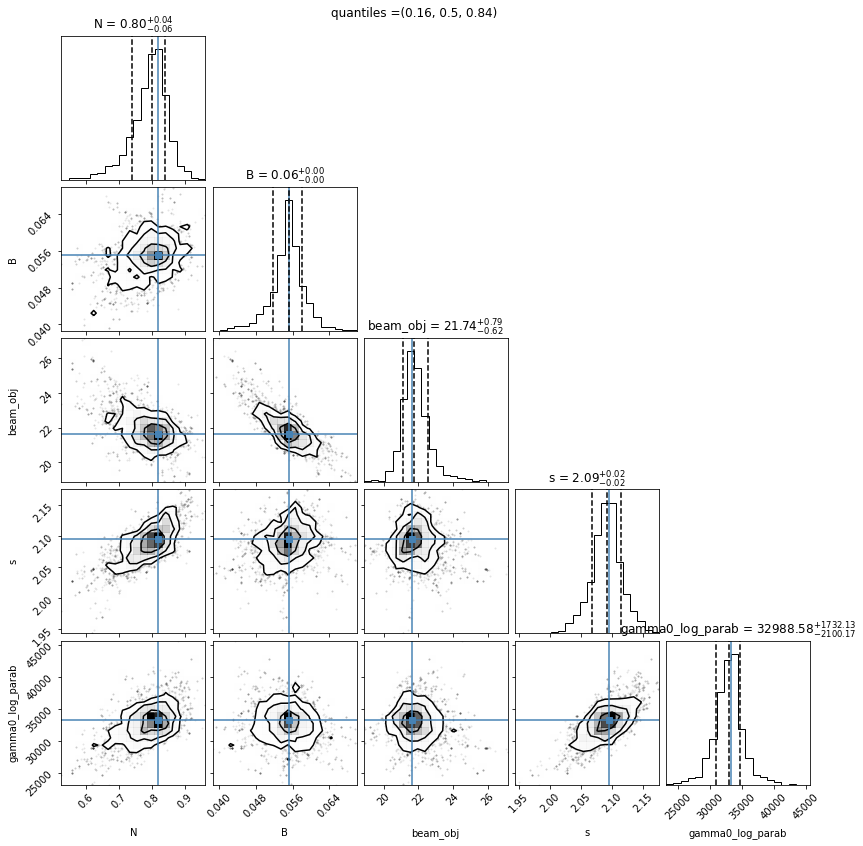 quantiles =(0.16, 0.5, 0.84)
N = 0.80+0.04−0.06
B = 0.06+0.00−0.00
B
0.064
0.056
0.048
0.040
beam_obj = 21.74+0.79−0.62
beam_obj
26
24
22
20
s = 2.09+0.02−0.02
s
2.15
2.10
2.05
2.00
1.95
gamma0_log_parab = 32988.58+1732.13−2100.17
gamma0_log_parab
45000
40000
35000
30000
25000
0.6 0.7 0.8 0.9 0.040 0.048 0.056 0.064 20 22 24 26 1.95 2.00 2.05 2.10 2.15 25000 30000 35000 40000 45000
N B beam_obj s gamma0_log_parab